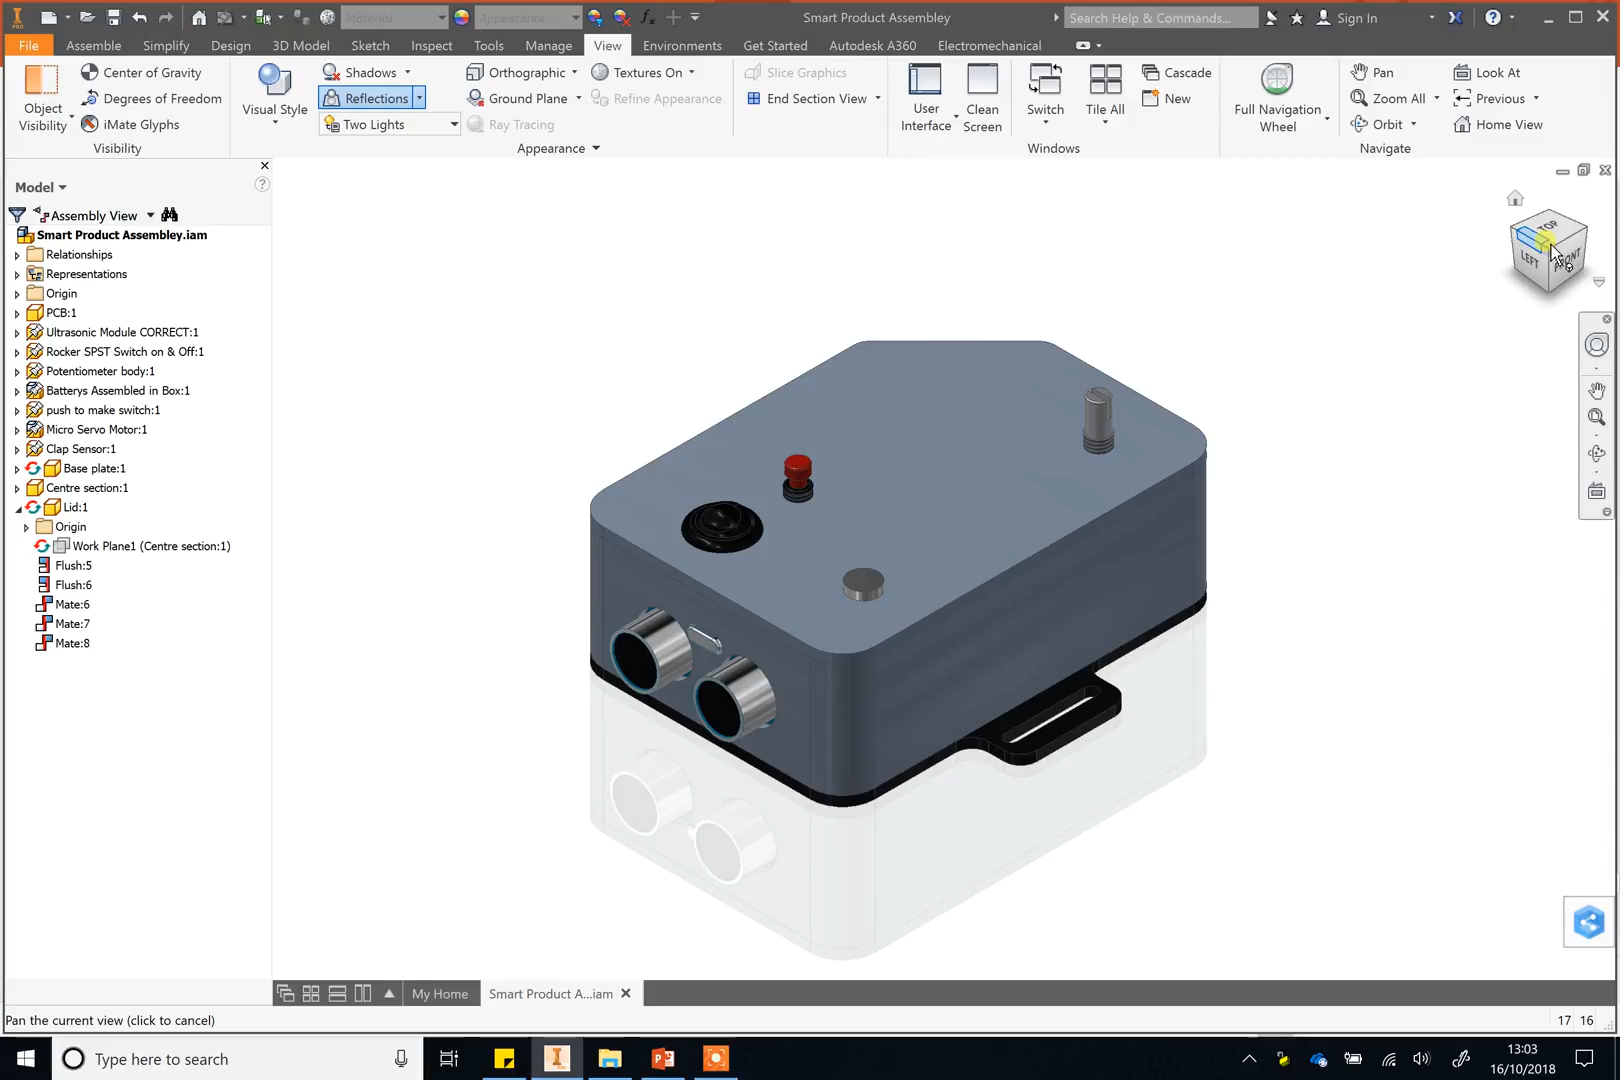 PRO Material Appearance fx Smart Product Assembley Search Help & Commands... Sign In
File Assemble Simplify Design 3D Model Sketch Inspect Tools Manage View Environments Get Started Autodesk A360 Electromechanical
Object Visibility
Center of Gravity
Degrees of Freedom
iMate Glyphs
Visibility
Visual Style
Shadows
Reflections
Two Lights
Orthographic
Ground Plane
Ray Tracing
Textures On
Refine Appearance
Appearance
Slice Graphics
End Section View
User Interface
Clean Screen
Switch
Tile All
Cascade
New
Windows
Full Navigation Wheel
Pan
Zoom All
Orbit
Look At
Previous
Home View
Navigate
Model
Assembly View
Smart Product Assembley.iam
Relationships
Representations
Origin
PCB:1
Ultrasonic Module CORRECT:1
Rocker SPST Switch on & Off:1
Potentiometer body:1
Batterys Assembled in Box:1
push to make switch:1
Micro Servo Motor:1
Clap Sensor:1
Base plate:1
Centre section:1
Lid:1
Origin
Work Plane1 (Centre section:1)
Flush:5
Flush:6
Mate:6
Mate:7
Mate:8
TOP
LEFT FRONT
My Home Smart Product A...iam
Pan the current view (click to cancel) 17 16
Type here to search
13:03
16/10/2018